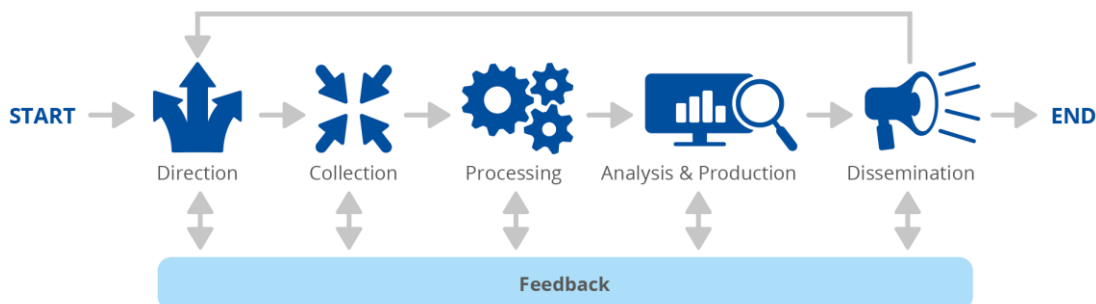 START
END
Direction
Collection
Processing
Analysis & Production
Dissemination
Feedback